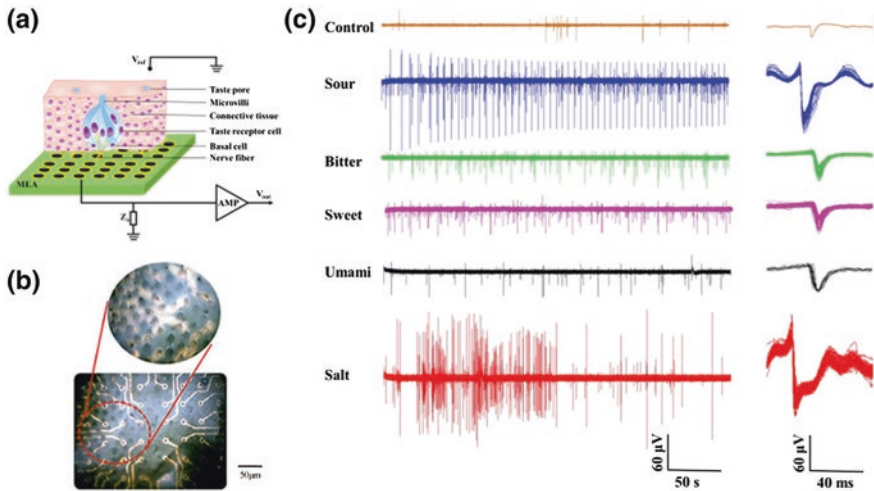 (a)
V_ref
Taste pore
Microvilli
Connective tissue
Taste receptor cell
Basal cell
Nerve fiber
MEA
AMP
V_out
(b)
50μm
(c)
Control
Sour
Bitter
Sweet
Umami
Salt
60 μV
50 s
60 μV
40 ms